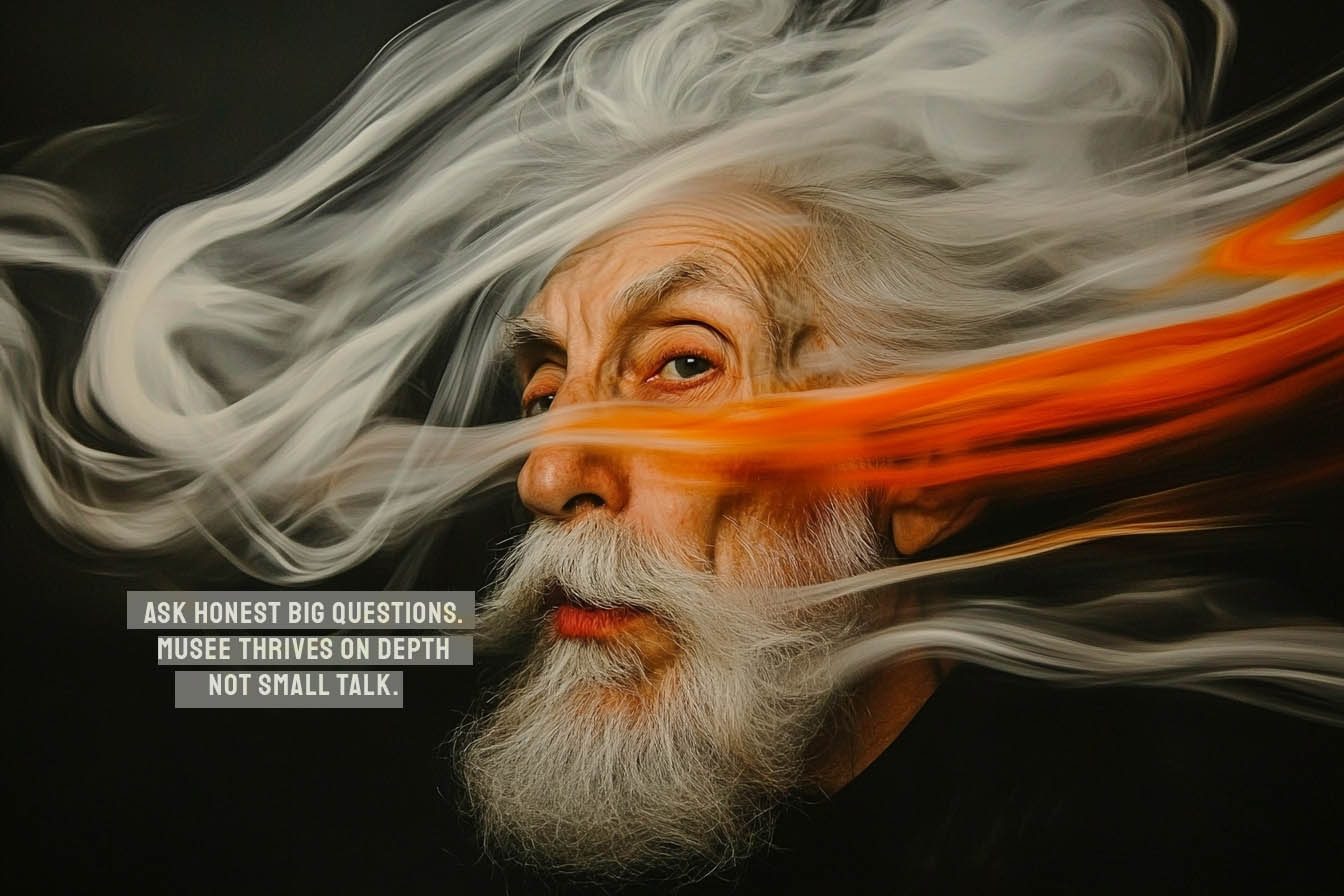 ASK HONEST BIG QUESTIONS.
MUSEE THRIVES ON DEPTH
NOT SMALL TALK.